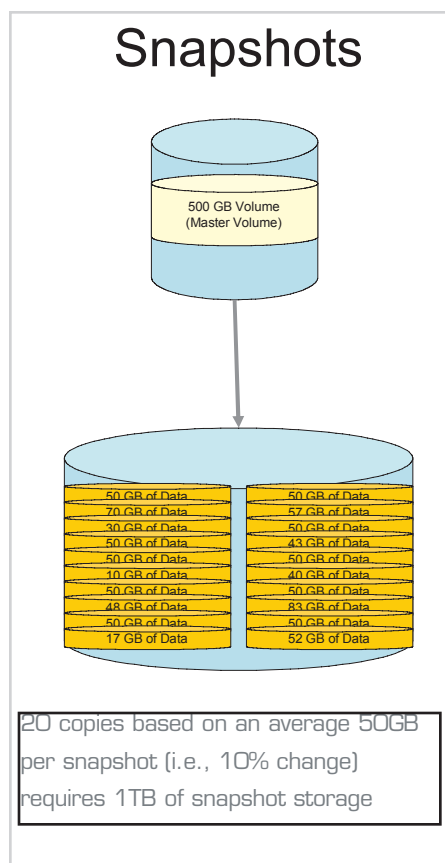 Snapshots
500 GB Volume
(Master Volume)
50 GB of Data
70 GB of Data
30 GB of Data
50 GB of Data
50 GB of Data
10 GB of Data
50 GB of Data
48 GB of Data
50 GB of Data
17 GB of Data
50 GB of Data
57 GB of Data
50 GB of Data
43 GB of Data
50 GB of Data
40 GB of Data
50 GB of Data
83 GB of Data
50 GB of Data
52 GB of Data
20 copies based on an average 50GB
per snapshot (i.e., 10% change)
requires 1TB of snapshot storage